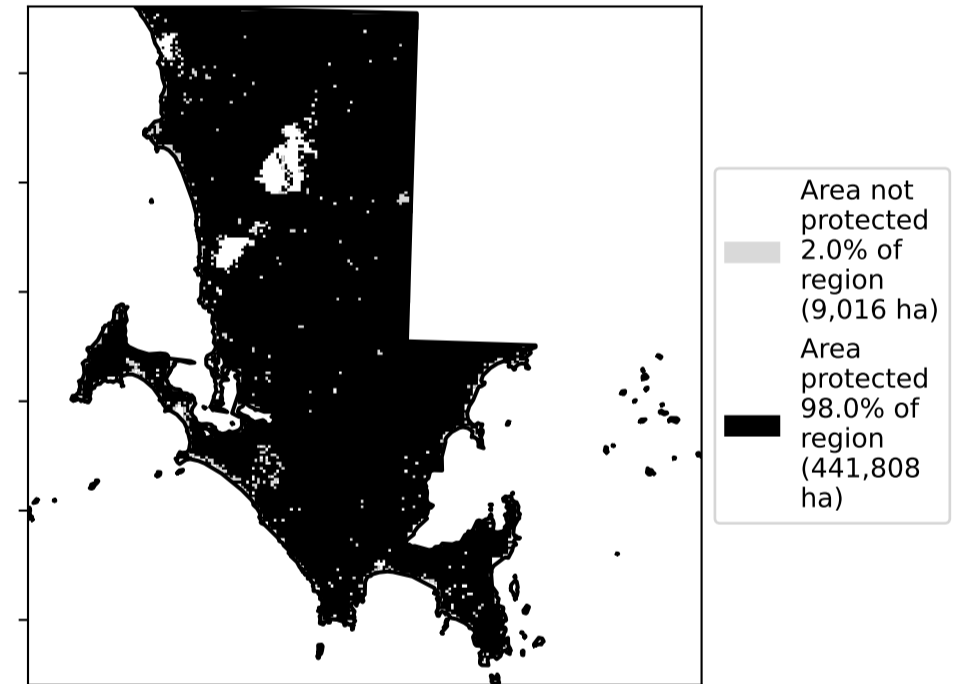 Area not
protected
2.0% of
region
(9,016 ha)
Area
protected
98.0% of
region
(441,808
ha)